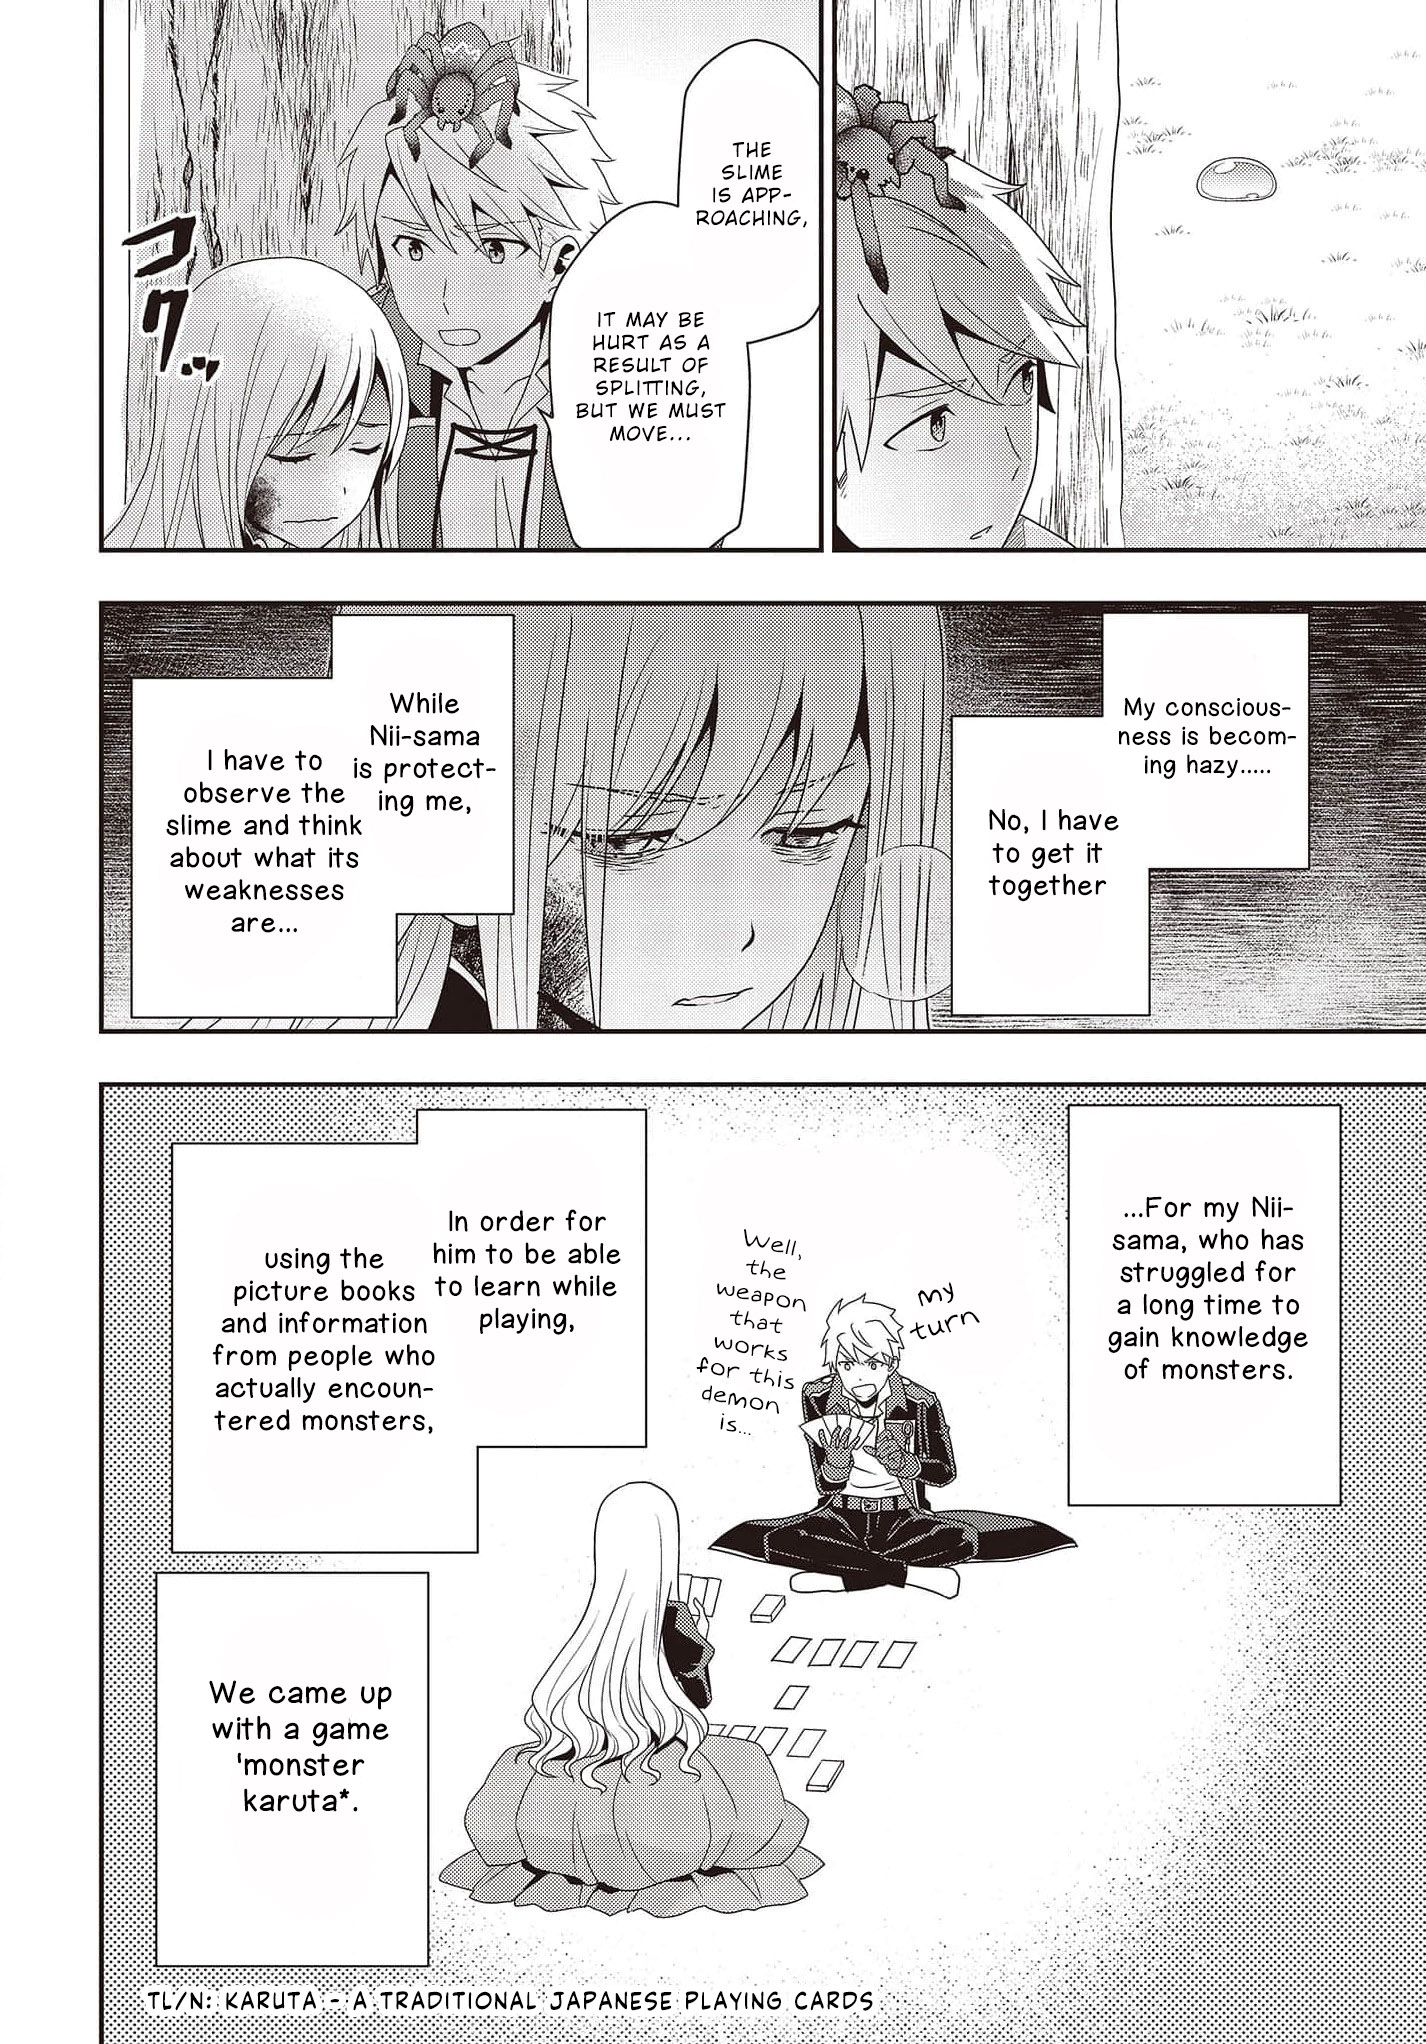 THE
SLIME
IS APP-
ROACHING,
IT MAY BE
HURT AS A
RESULT OF
SPLITTING,
BUT WE MUST
MOVE...
コクッ
My conscious-
ness is becom-
ing hazy.....
No, I have
to get it
together
While
Nii-sama
is protect-
ing me,
I have to
observe the
slime and think
about what its
weaknesses
are...
...For my Nii-
sama, who has
struggled for
a long time to
gain knowledge
of monsters.
my
turn
Well,
the
weapon
that
works
for this
demon
is...
In order for
him to be able
to learn while
playing,
using the
picture books
and information
from people who
actually encoun-
tered monsters,
We came up
with a game
'monster
karuta*.
TL/N: KARUTA - A TRADITIONAL JAPANESE PLAYING CARDS